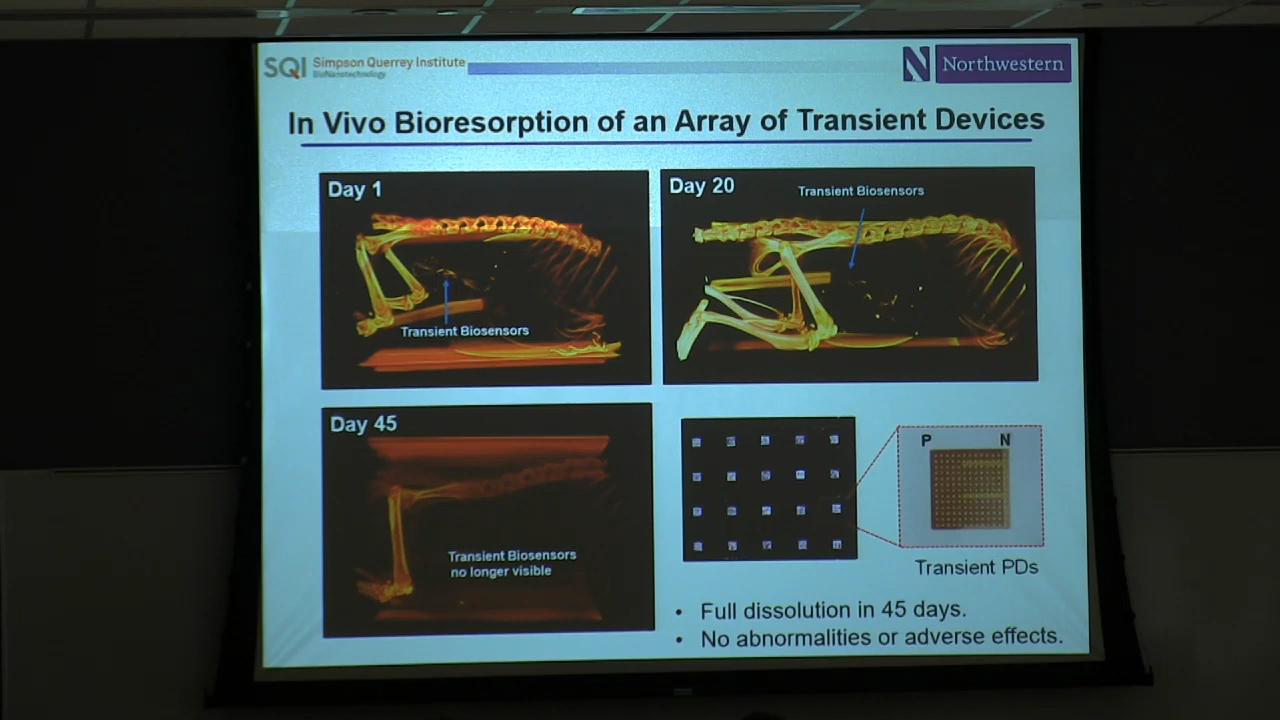 SQI Simpson Querrey Institute
BioNanotechnology
N Northwestern
In Vivo Bioresorption of an Array of Transient Devices
Day 1
Transient Biosensors
Day 20
Transient Biosensors
Day 45
Transient Biosensors
no longer visible
P N
Transient PDs
• Full dissolution in 45 days.
• No abnormalities or adverse effects.